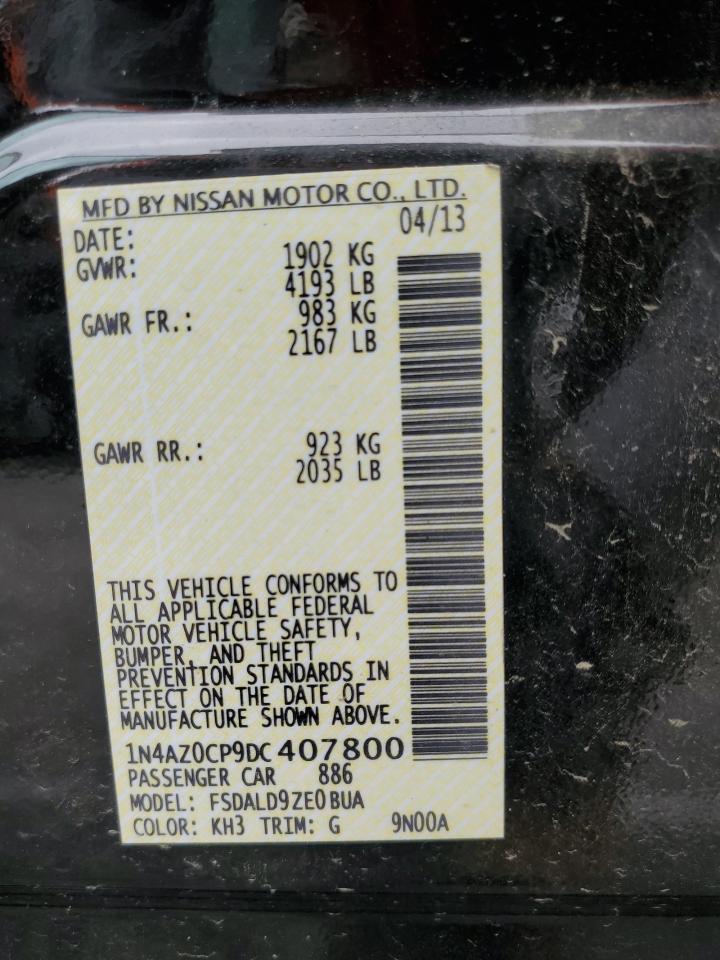 MFD BY NISSAN MOTOR CO., LTD.
DATE: 04/13
GVWR: 1902 KG
4193 LB
GAWR FR.: 983 KG
2167 LB
GAWR RR.: 923 KG
2035 LB
THIS VEHICLE CONFORMS TO
ALL APPLICABLE FEDERAL
MOTOR VEHICLE SAFETY,
BUMPER, AND THEFT
PREVENTION STANDARDS IN
EFFECT ON THE DATE OF
MANUFACTURE SHOWN ABOVE.
1N4AZ0CP9DC407800
PASSENGER CAR 886
MODEL: FSDALD9ZE0BUA
COLOR: KH3 TRIM: G 9N00A